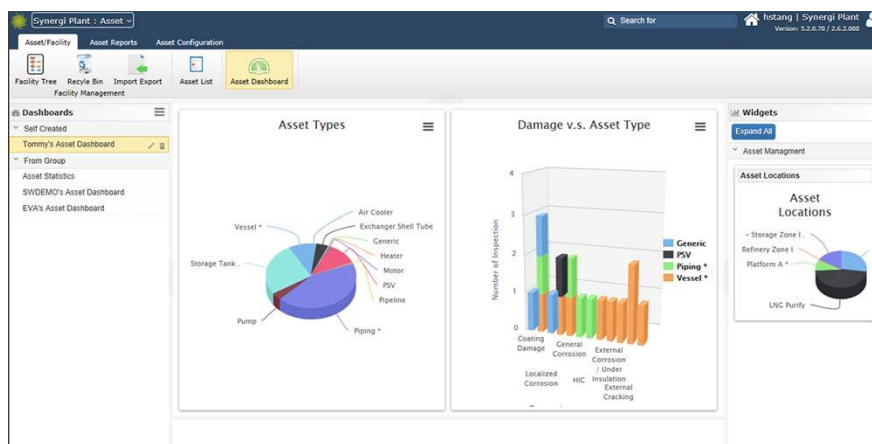 Synergi Plant : Asset
Search for
hstang | Synergi Plant
Version: 5.2.0.70 / 2.6.2.000
Asset/Facility
Asset Reports
Asset Configuration
Facility Tree
Recyle Bin
Import Export
Asset List
Asset Dashboard
Facility Management
Dashboards
Self Created
Tommy's Asset Dashboard
From Group
Asset Statistics
SWDEMO's Asset Dashboard
EVA's Asset Dashboard
Asset Types
Air Cooler
Exchanger Shell Tube
Generic
Heater
Motor
PSV
Pipeline
Piping *
Pump
Storage Tank .
Vessel *
Damage v.s. Asset Type
Number of Inspection
4
3
2
1
0
Coating
Damage
Localized
Corrosion
General
Corrosion
HIC
External
Corrosion
/ Under
Insulation
External
Cracking
Generic
PSV
Piping *
Vessel *
Widgets
Expand All
Asset Managment
Asset Locations
Asset
Locations
- Storage Zone I .
Refinery Zone I
Platform A *
LNG Purify